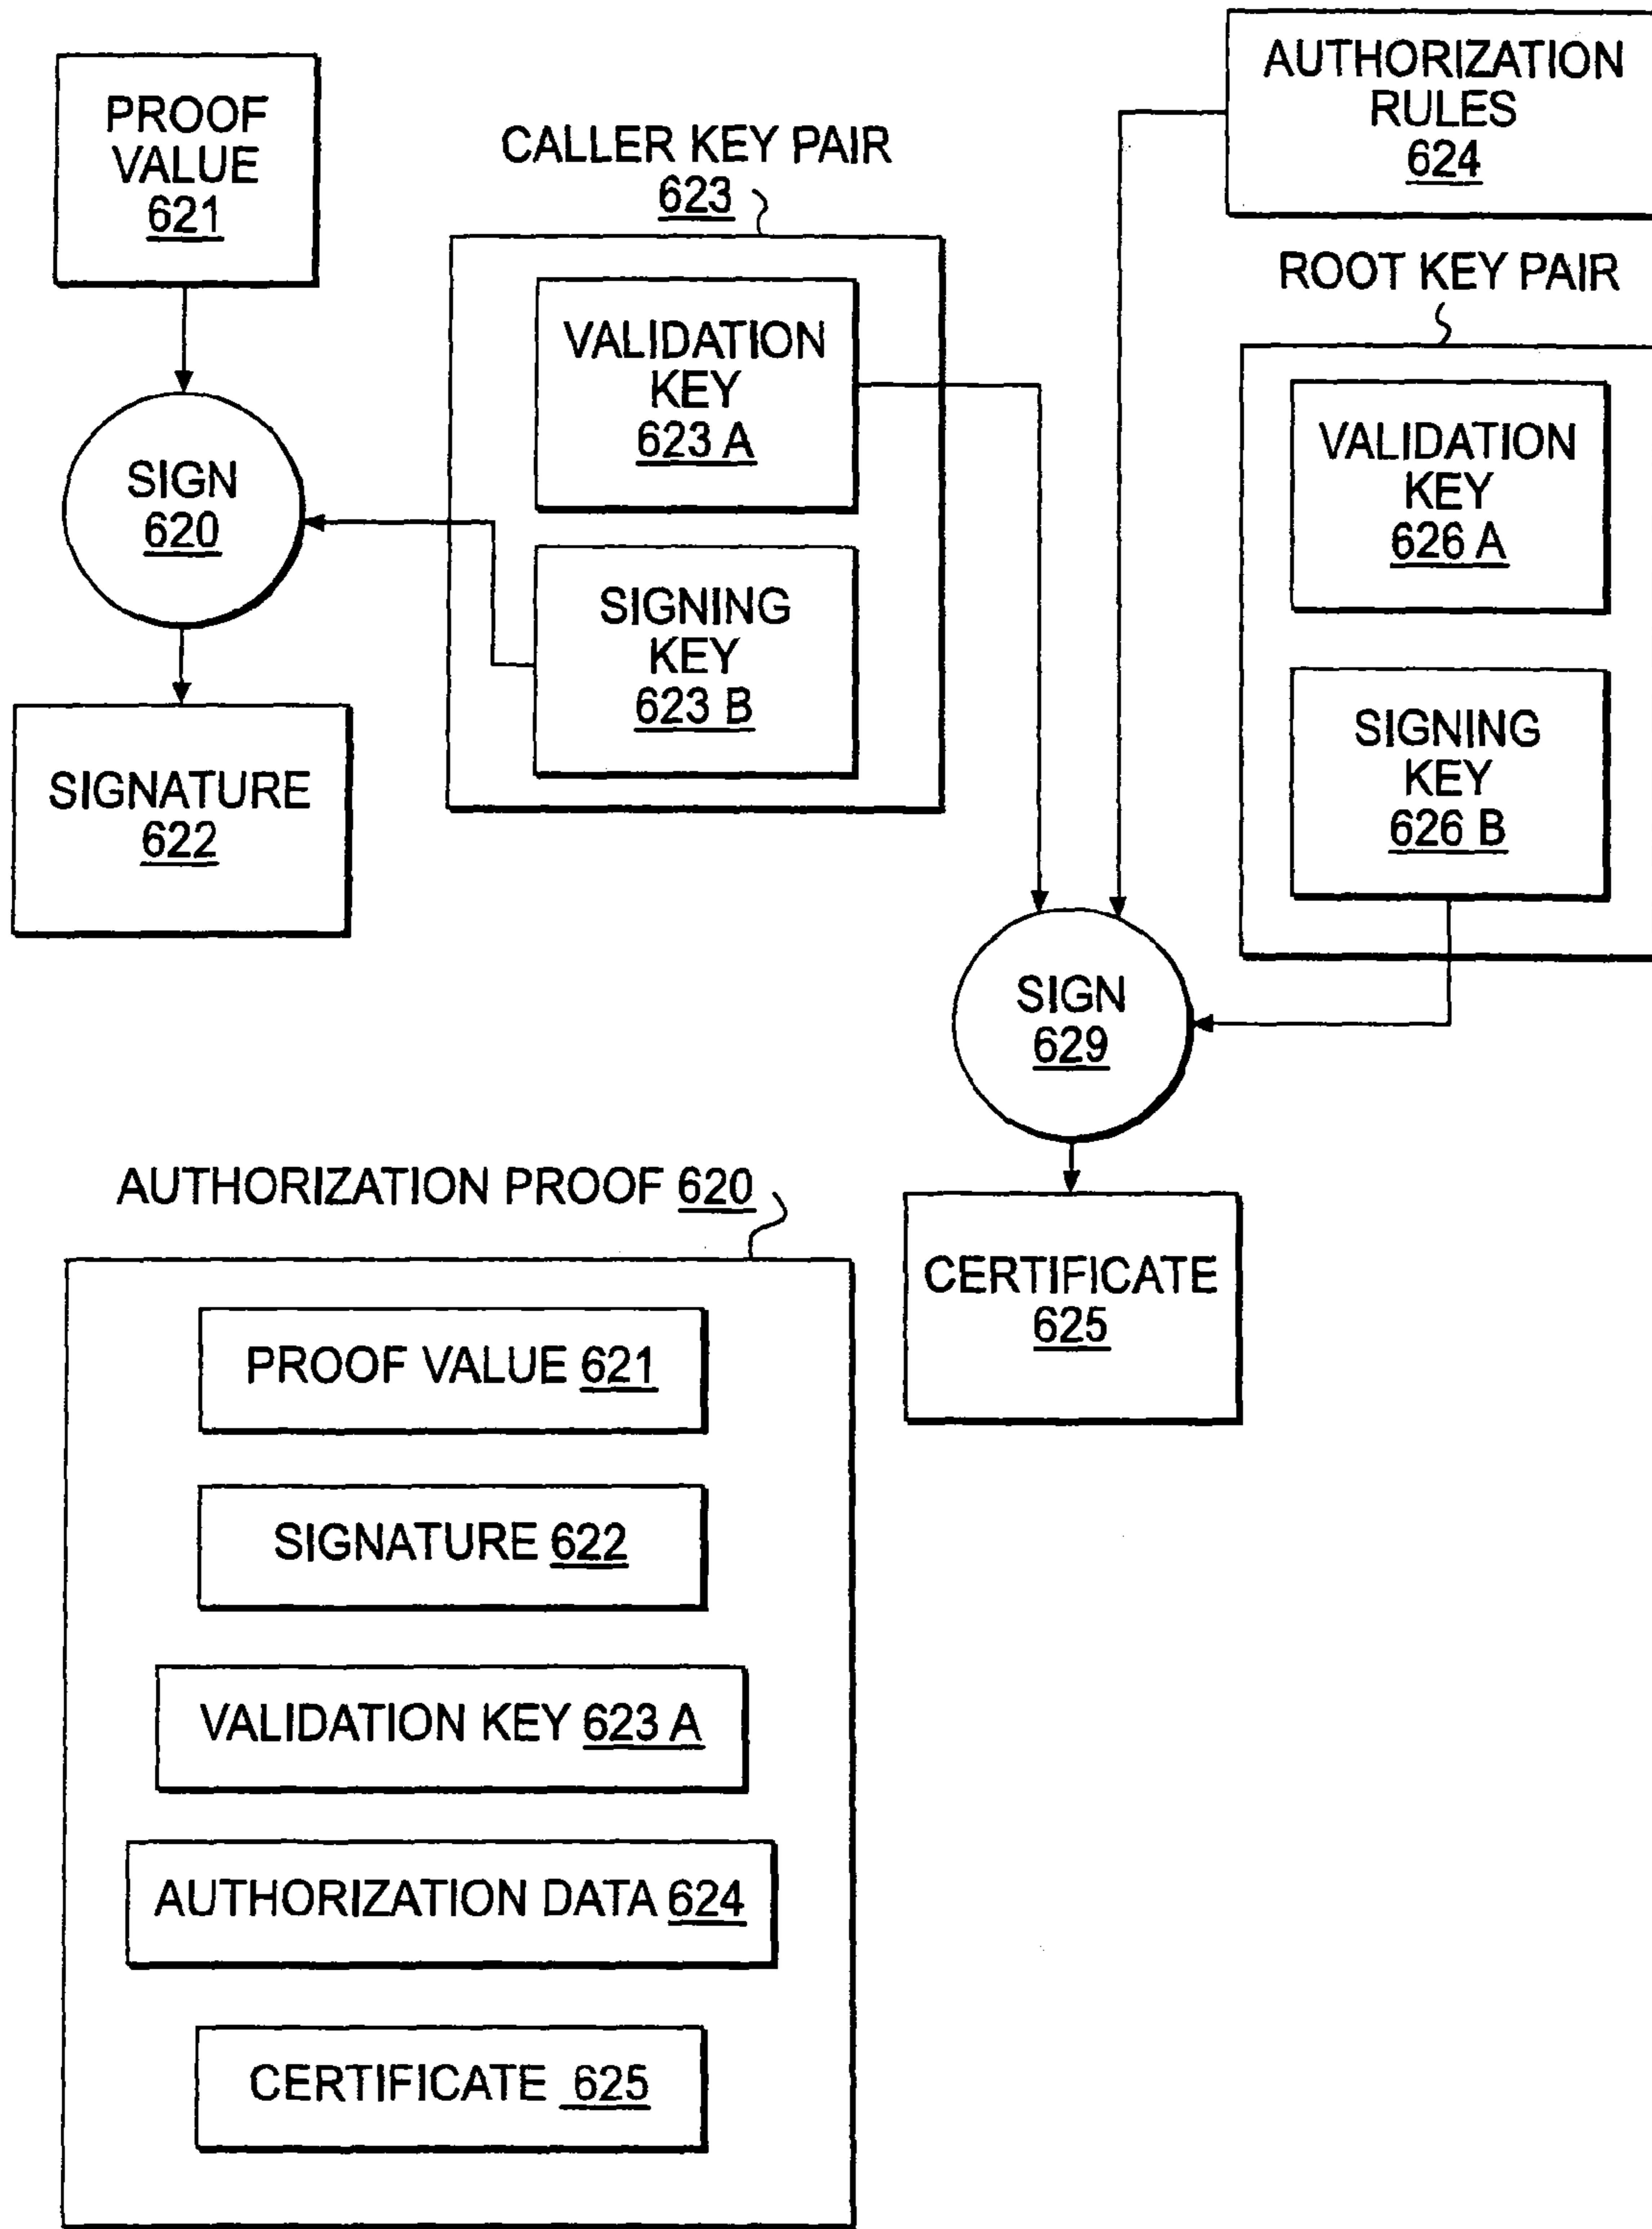 PROOF
VALUE
621
CALLER KEY PAIR
623
AUTHORIZATION
RULES
624
ROOT KEY PAIR
VALIDATION
KEY
623 A
VALIDATION
KEY
626 A
SIGN
620
SIGNING
KEY
623 B
SIGNING
KEY
626 B
SIGNATURE
622
SIGN
629
CERTIFICATE
625
AUTHORIZATION PROOF 620
PROOF VALUE 621
SIGNATURE 622
VALIDATION KEY 623 A
AUTHORIZATION DATA 624
CERTIFICATE 625